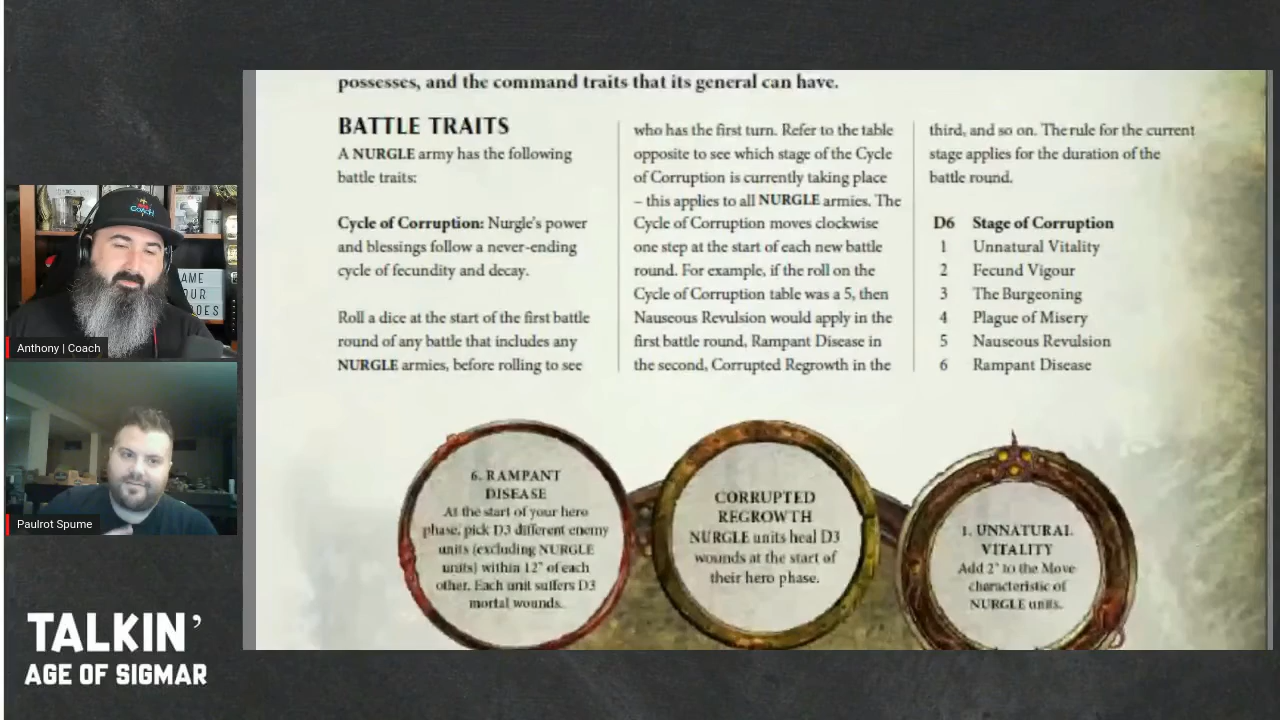 possesses, and the command traits that its general can have.
BATTLE TRAITS
A NURGLE army has the following
battle traits:
Cycle of Corruption: Nurgle's power
and blessings follow a never-ending
cycle of fecundity and decay.
Roll a dice at the start of the first battle
round of any battle that includes any
NURGLE armies, before rolling to see
who has the first turn. Refer to the table
opposite to see which stage of the Cycle
of Corruption is currently taking place
– this applies to all NURGLE armies. The
Cycle of Corruption moves clockwise
one step at the start of each new battle
round. For example, if the roll on the
Cycle of Corruption table was a 5, then
Nauseous Revulsion would apply in the
first battle round, Rampant Disease in
the second, Corrupted Regrowth in the
third, and so on. The rule for the current
stage applies for the duration of the
battle round.
D6 Stage of Corruption
1 Unnatural Vitality
2 Fecund Vigour
3 The Burgeoning
4 Plague of Misery
5 Nauseous Revulsion
6 Rampant Disease
6. RAMPANT
DISEASE
At the start of your hero
phase, pick D3 different enemy
units (excluding NURGLE
units) within 12" of each
other. Each unit suffers D3
mortal wounds.
CORRUPTED
REGROWTH
NURGLE units heal D3
wounds at the start of
their hero phase.
1. UNNATURAL
VITALITY
Add 2" to the Move
characteristic of
NURGLE units.
COACH
Anthony | Coach
Paulrot Spume
TALKIN'
AGE OF SIGMAR